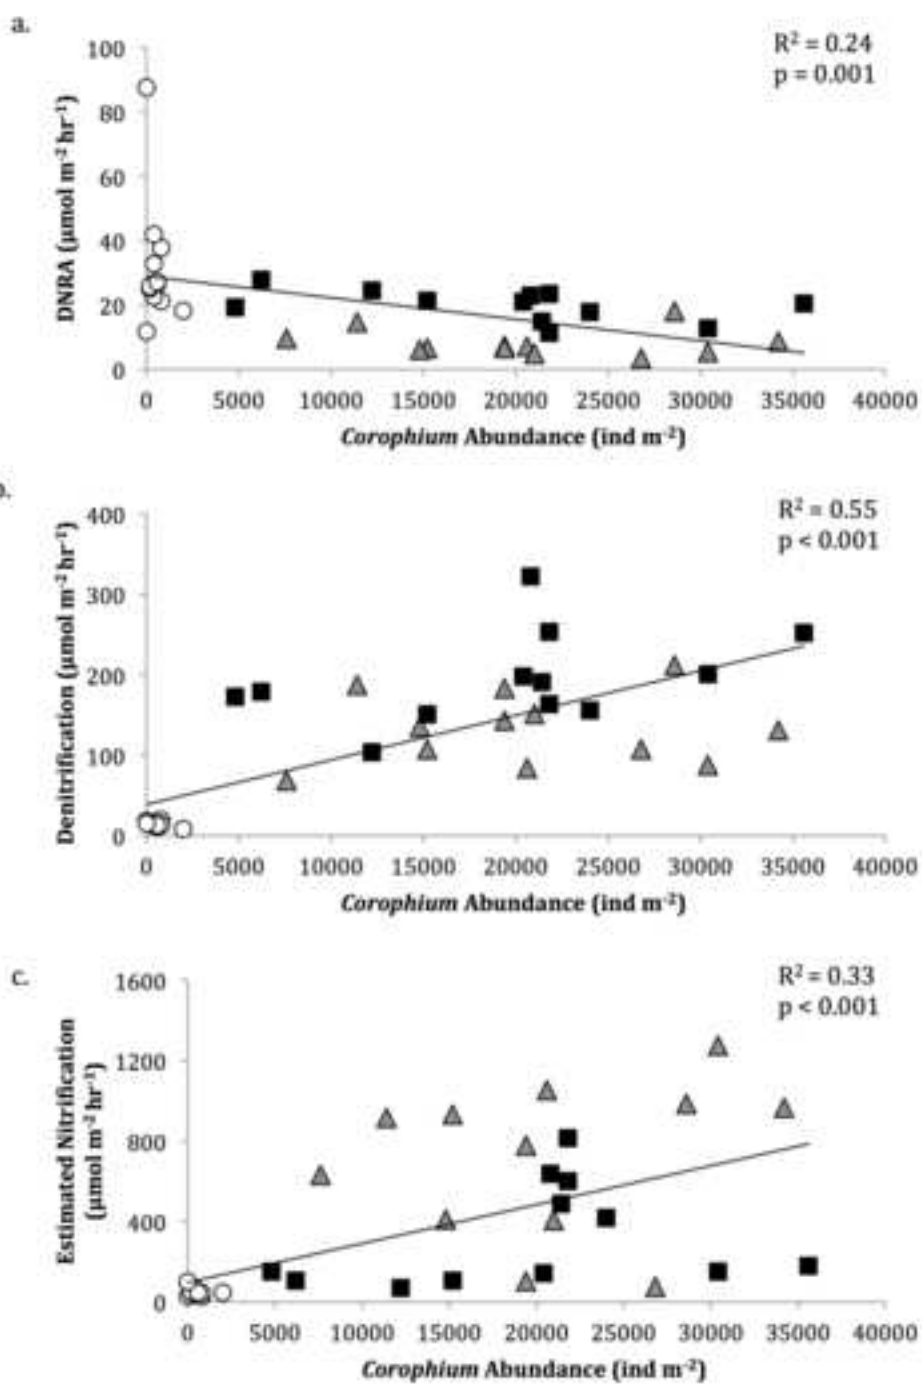 a.
R² = 0.24
p = 0.001
100
80
60
40
20
0
DNRA (μmol m⁻² hr⁻¹)
0 5000 10000 15000 20000 25000 30000 35000 40000
Corophium Abundance (ind m⁻²)
b.
R² = 0.55
p < 0.001
400
300
200
100
0
Denitrification (μmol m⁻² hr⁻¹)
0 5000 10000 15000 20000 25000 30000 35000 40000
Corophium Abundance (ind m⁻²)
c.
R² = 0.33
p < 0.001
1600
1200
800
400
0
Estimated Nitrification
(μmol m⁻² hr⁻¹)
0 5000 10000 15000 20000 25000 30000 35000 40000
Corophium Abundance (ind m⁻²)